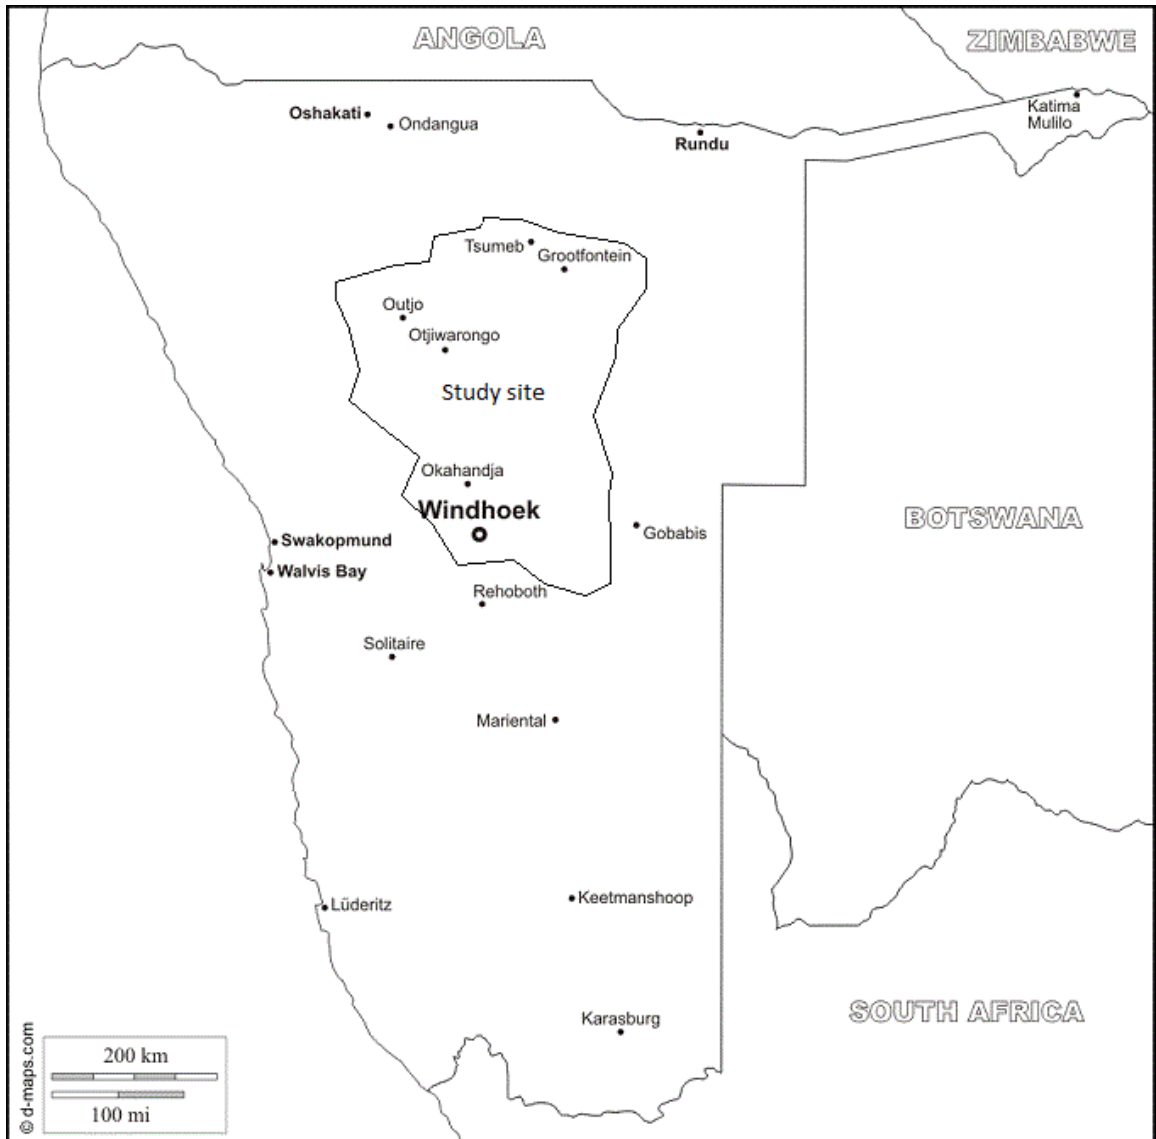 ANGOLA
ZIMBABWE
Oshakati
Ondangua
Rundu
Katima
Mulilo
Tsumeb
Grootfontein
Outjo
Otjiwarongo
Study site
Okahandja
Windhoek
Gobabis
BOTSWANA
Swakopmund
Walvis Bay
Rehoboth
Solitaire
Mariental
Keetmanshoop
Lüderitz
SOUTH AFRICA
Karasburg
200 km
100 mi
© d-maps.com